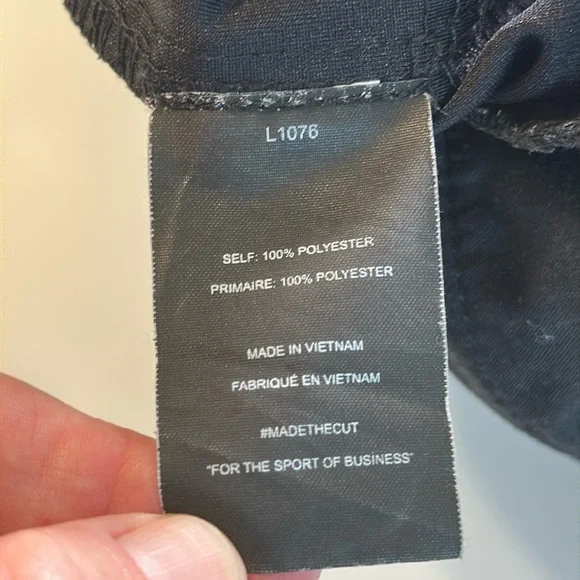 L1076
SELF: 100% POLYESTER
PRIMAIRE: 100% POLYESTER
MADE IN VIETNAM
FABRIQUÉ EN VIETNAM
#MADETHECUT
"FOR THE SPORT OF BUSINESS"